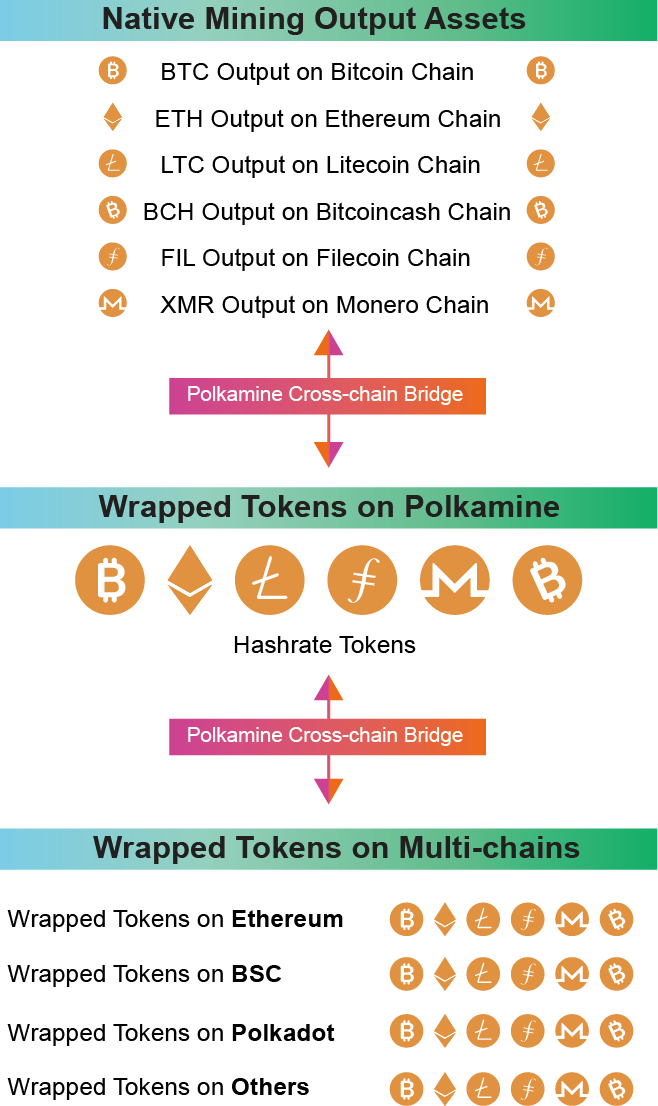 Native Mining Output Assets
BTC Output on Bitcoin Chain
ETH Output on Ethereum Chain
LTC Output on Litecoin Chain
BCH Output on Bitcoincash Chain
FIL Output on Filecoin Chain
XMR Output on Monero Chain
Polkamine Cross-chain Bridge
Wrapped Tokens on Polkamine
Hashrate Tokens
Polkamine Cross-chain Bridge
Wrapped Tokens on Multi-chains
Wrapped Tokens on Ethereum
Wrapped Tokens on BSC
Wrapped Tokens on Polkadot
Wrapped Tokens on Others